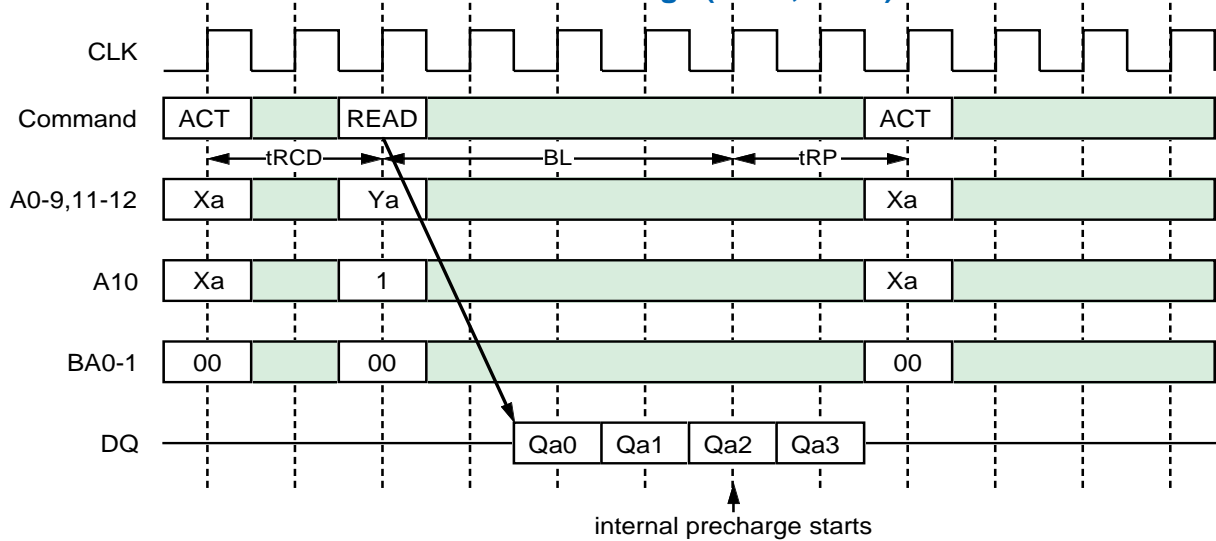 CLK
Command ACT READ ACT
tRCD BL tRP
A0-9,11-12 Xa Ya Xa
A10 Xa 1 Xa
BA0-1 00 00 00
DQ Qa0 Qa1 Qa2 Qa3
internal precharge starts